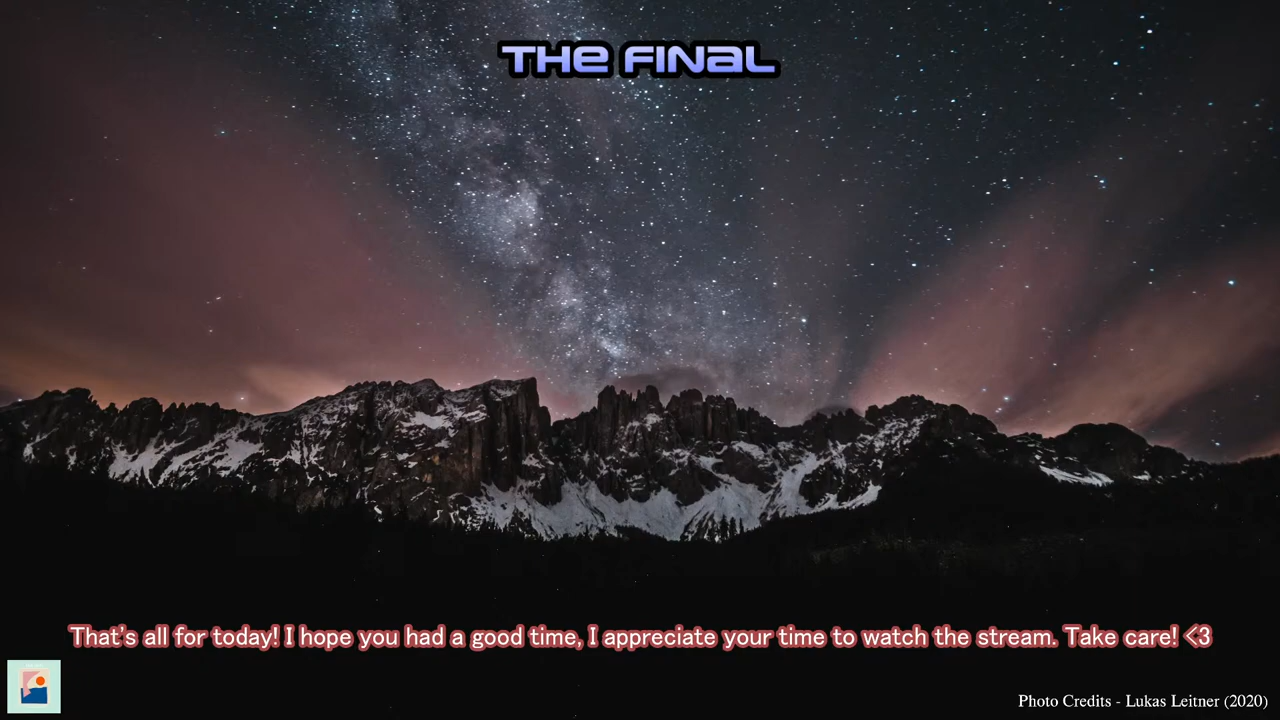 THE FINAL
That's all for today! I hope you had a good time, I appreciate your time to watch the stream. Take care! <3
Photo Credits - Lukas Leitner (2020)